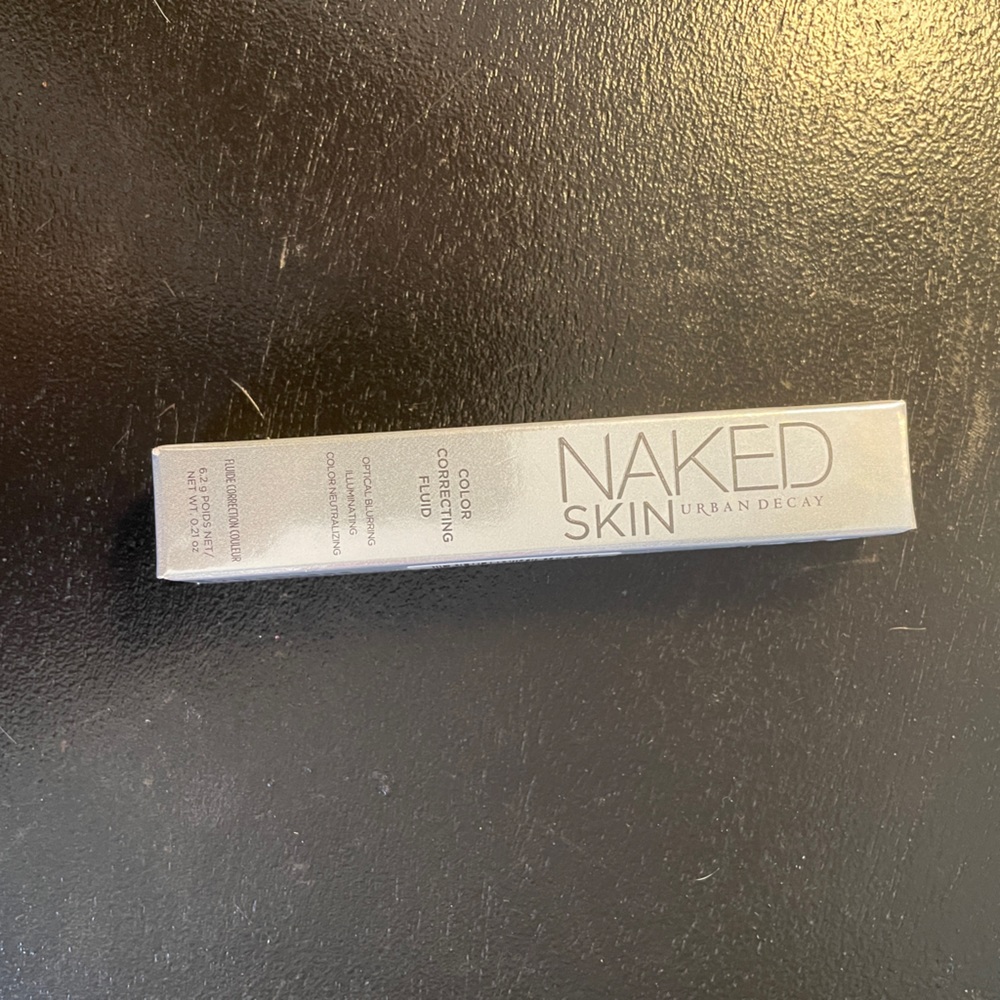 NAKED
SKIN URBAN DECAY
COLOR
CORRECTING
FLUID
OPTICAL BLURRING
ILLUMINATING
COLOR NEUTRALIZING
FLUIDE CORRECTION COULEUR
6.2 g POIDS NET/
NET WT. 0.21 oz